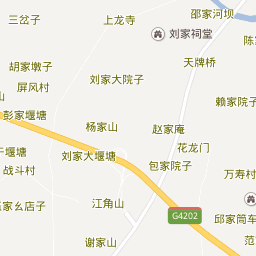 三岔子
上龙寺
邵家河坝
刘家祠堂
陈
天牌桥
胡家墩子
刘家大院子
屏风村
赖家院子
彭家堰塘
杨家山
赵家庵
花龙门
堰塘
刘家大堰塘
包家院子
战斗村
万寿村
家幺店子
江角山
G4202
邱家筒车
谢家山
范